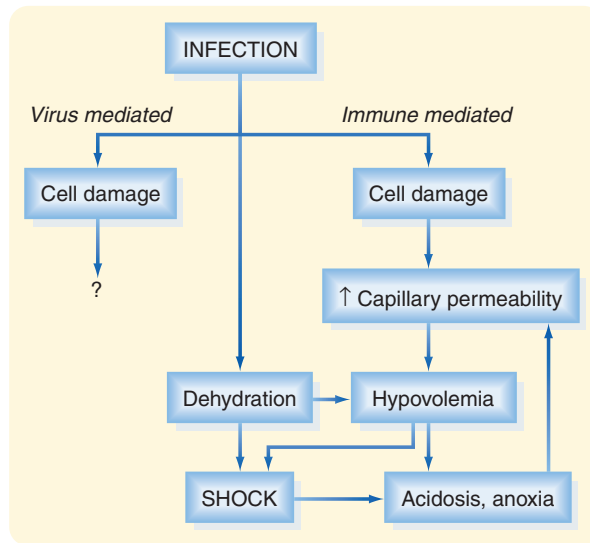 INFECTION
Virus mediated
Immune mediated
Cell damage
Cell damage
?
↑ Capillary permeability
Dehydration
Hypovolemia
SHOCK
Acidosis, anoxia